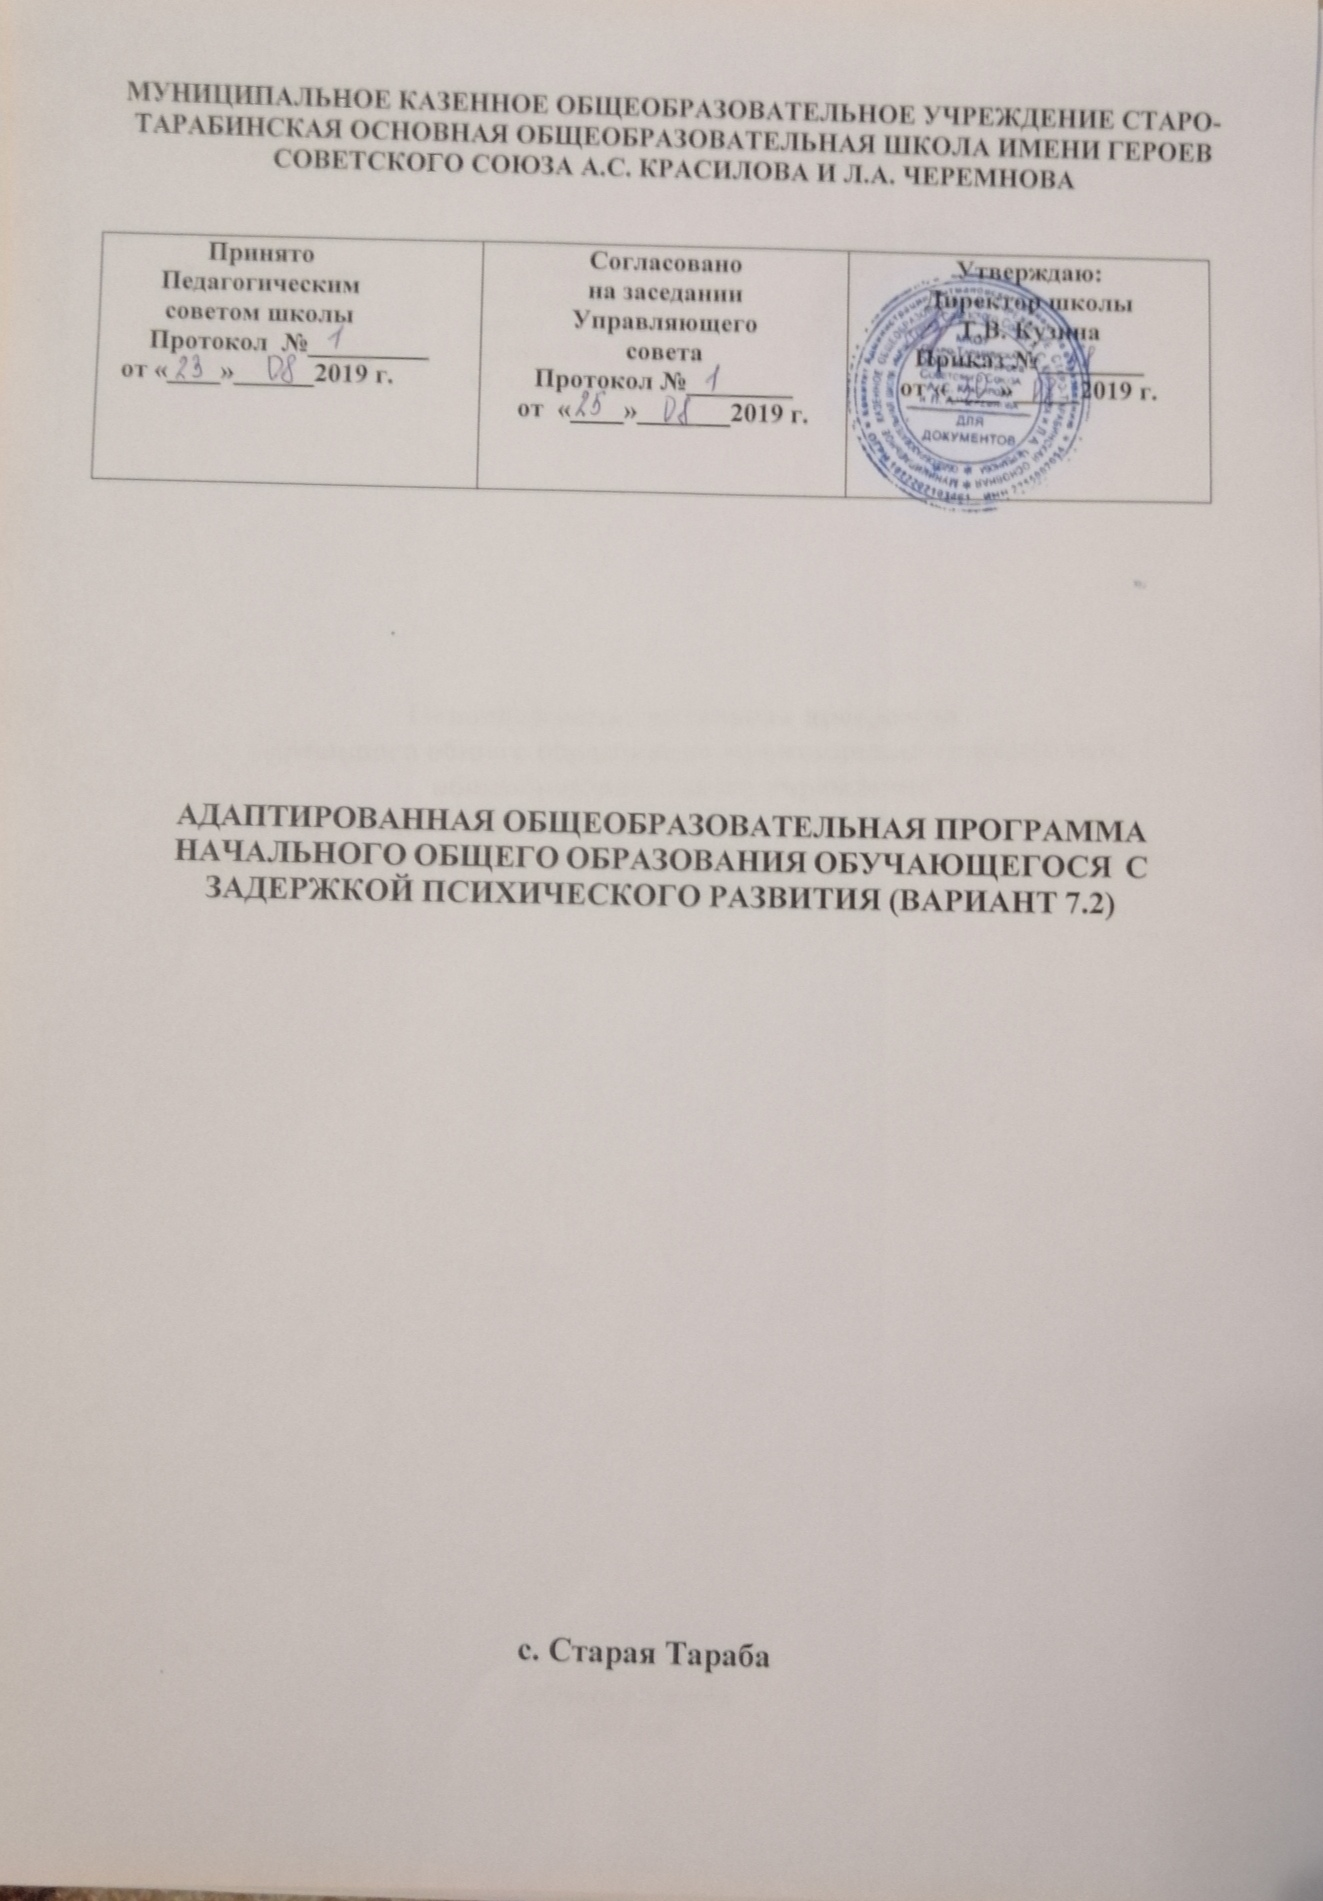 МУНИЦИПАЛЬНОЕ КАЗЕННОЕ ОБЩЕОБРАЗОВАТЕЛЬНОЕ УЧРЕЖДЕНИЕ СТАРО-
ТАРАБИНСКАЯ ОСНОВНАЯ ОБЩЕОБРАЗОВАТЕЛЬНАЯ ШКОЛА ИМЕНИ ГЕРОЕВ
СОВЕТСКОГО СОЮЗА А.С. КРАСИЛОВА И Л.А. ЧЕРЕМНОВА
Принято
Педагогическим
советом школы
Протокол №1
от «23» 08 2019 г.
Согласовано
на заседании
Управляющего
совета
Протокол № 1
от «25» 08 2019 г.
Утверждаю:
Директор школы
Т.В. Кузина
Приказ №
от « » 2019 г.
ДЛЯ
ДОКУМЕНТОВ
АДАПТИРОВАННАЯ ОБЩЕОБРАЗОВАТЕЛЬНАЯ ПРОГРАММА
НАЧАЛЬНОГО ОБЩЕГО ОБРАЗОВАНИЯ ОБУЧАЮЩЕГОСЯ С
ЗАДЕРЖКОЙ ПСИХИЧЕСКОГО РАЗВИТИЯ (ВАРИАНТ 7.2)
с. Старая Тараба